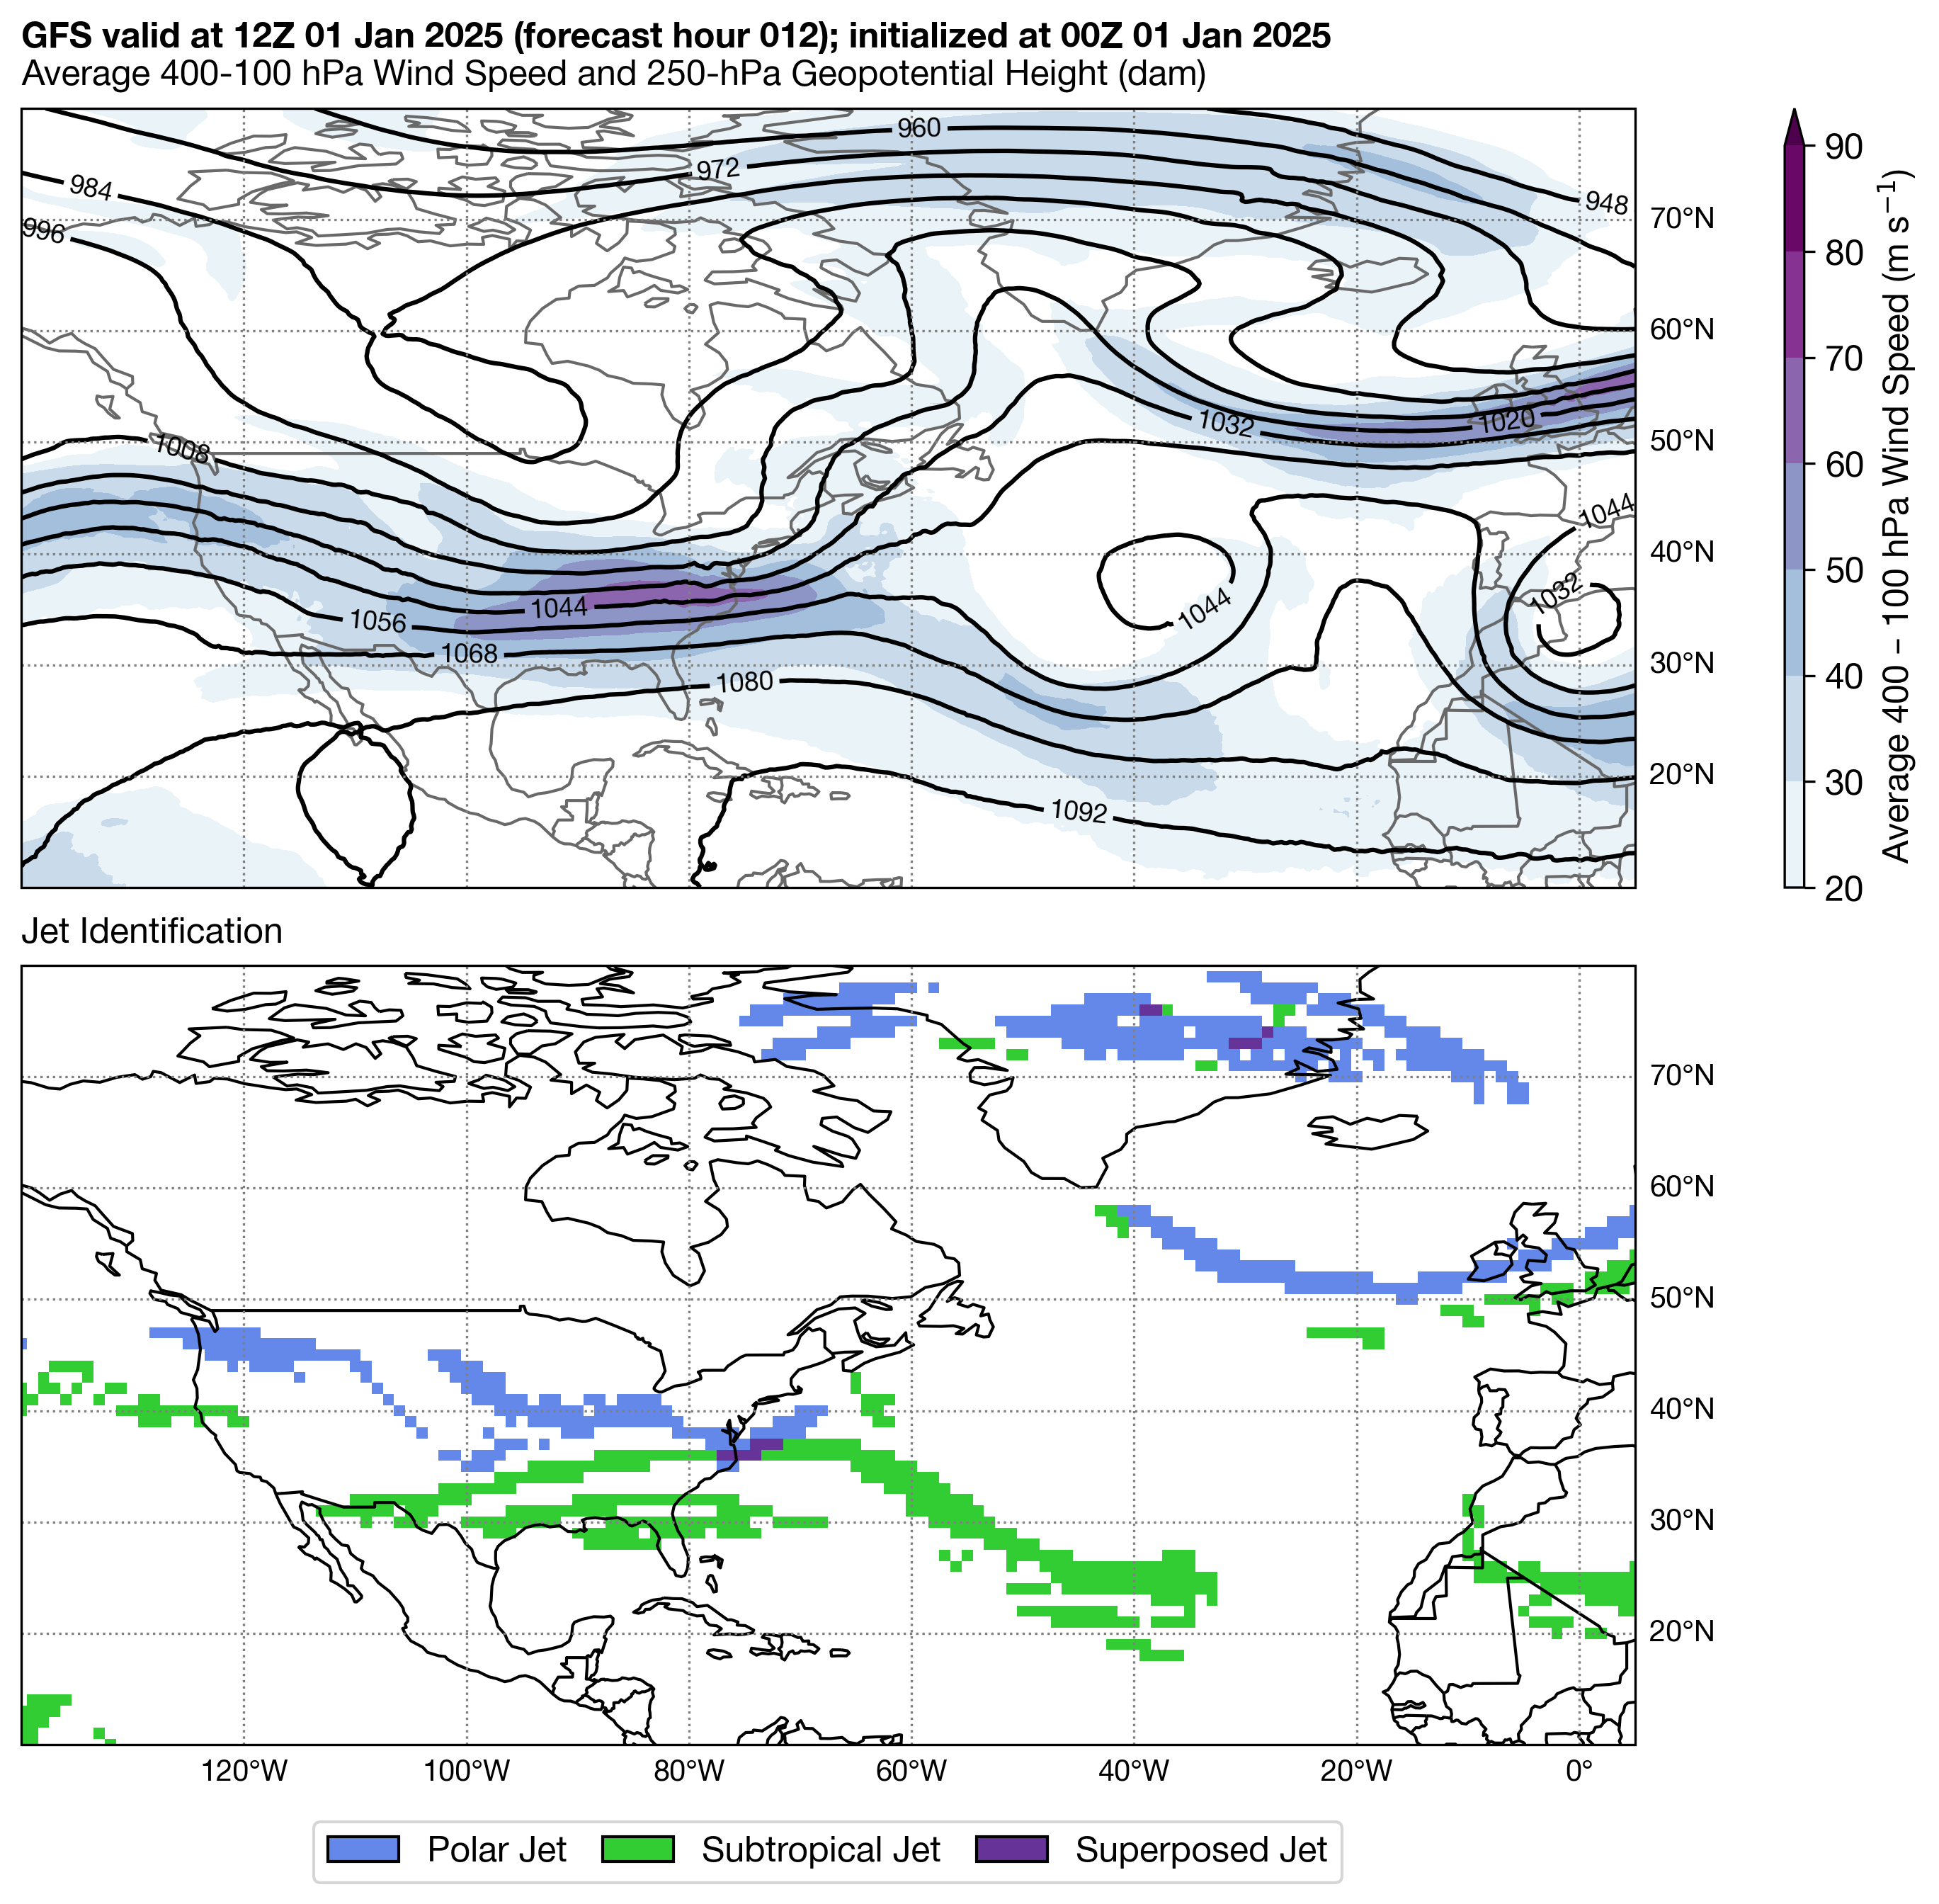 GFS valid at 12Z 01 Jan 2025 (forecast hour 012); initialized at 00Z 01 Jan 2025
Average 400-100 hPa Wind Speed and 250-hPa Geopotential Height (dam)
960
972
984
948
996
70°N
60°N
1032
1020
1008
50°N
1044
40°N
1032
1044
1044
1056
1068
1080
30°N
20°N
1092
90
80
70
60
50
40
30
20
Average 400 – 100 hPa Wind Speed (m s⁻¹)
Jet Identification
70°N
60°N
50°N
40°N
30°N
20°N
120°W 100°W 80°W 60°W 40°W 20°W 0°
Polar Jet Subtropical Jet Superposed Jet